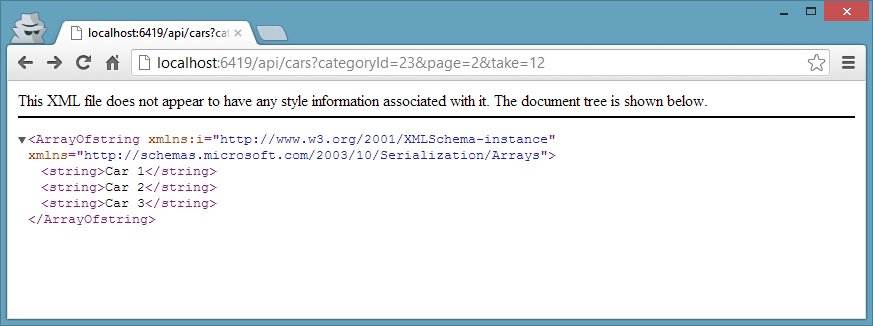 localhost:6419/api/cars?cat
localhost:6419/api/cars?categoryId=23&page=2&take=12
This XML file does not appear to have any style information associated with it. The document tree is shown below.
▼<ArrayOfstring xmlns:i="http://www.w3.org/2001/XMLSchema-instance"
xmlns="http://schemas.microsoft.com/2003/10/Serialization/Arrays">
<string>Car 1</string>
<string>Car 2</string>
<string>Car 3</string>
</ArrayOfstring>